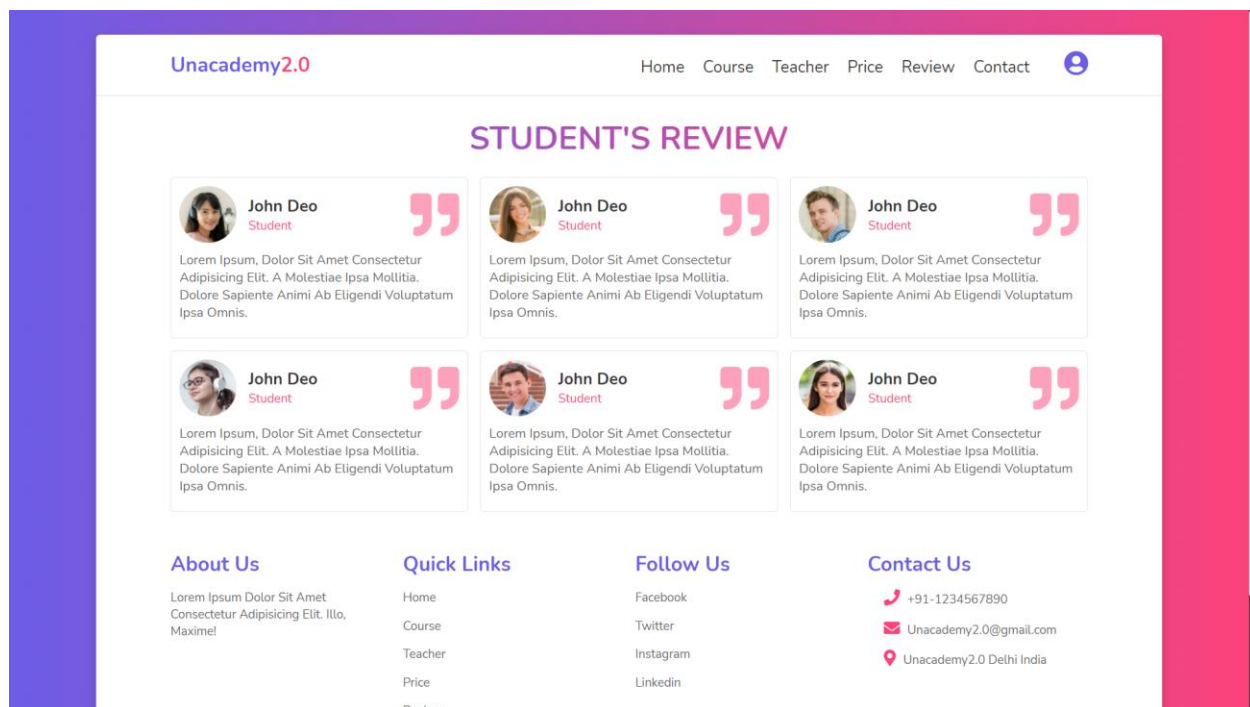 Unacademy2.0
Home Course Teacher Price Review Contact
STUDENT'S REVIEW
John Deo
Student
Lorem Ipsum, Dolor Sit Amet Consectetur
Adipisicing Elit. A Molestiae Ipsa Mollitia.
Dolore Sapiente Animi Ab Eligendi Voluptatum
Ipsa Omnis.
John Deo
Student
Lorem Ipsum, Dolor Sit Amet Consectetur
Adipisicing Elit. A Molestiae Ipsa Mollitia.
Dolore Sapiente Animi Ab Eligendi Voluptatum
Ipsa Omnis.
John Deo
Student
Lorem Ipsum, Dolor Sit Amet Consectetur
Adipisicing Elit. A Molestiae Ipsa Mollitia.
Dolore Sapiente Animi Ab Eligendi Voluptatum
Ipsa Omnis.
John Deo
Student
Lorem Ipsum, Dolor Sit Amet Consectetur
Adipisicing Elit. A Molestiae Ipsa Mollitia.
Dolore Sapiente Animi Ab Eligendi Voluptatum
Ipsa Omnis.
John Deo
Student
Lorem Ipsum, Dolor Sit Amet Consectetur
Adipisicing Elit. A Molestiae Ipsa Mollitia.
Dolore Sapiente Animi Ab Eligendi Voluptatum
Ipsa Omnis.
John Deo
Student
Lorem Ipsum, Dolor Sit Amet Consectetur
Adipisicing Elit. A Molestiae Ipsa Mollitia.
Dolore Sapiente Animi Ab Eligendi Voluptatum
Ipsa Omnis.
About Us
Lorem Ipsum Dolor Sit Amet
Consectetur Adipisicing Elit. Illo,
Maxime!
Quick Links
Home
Course
Teacher
Price
Follow Us
Facebook
Twitter
Instagram
Linkedin
Contact Us
+91-1234567890
Unacademy2.0@gmail.com
Unacademy2.0 Delhi India